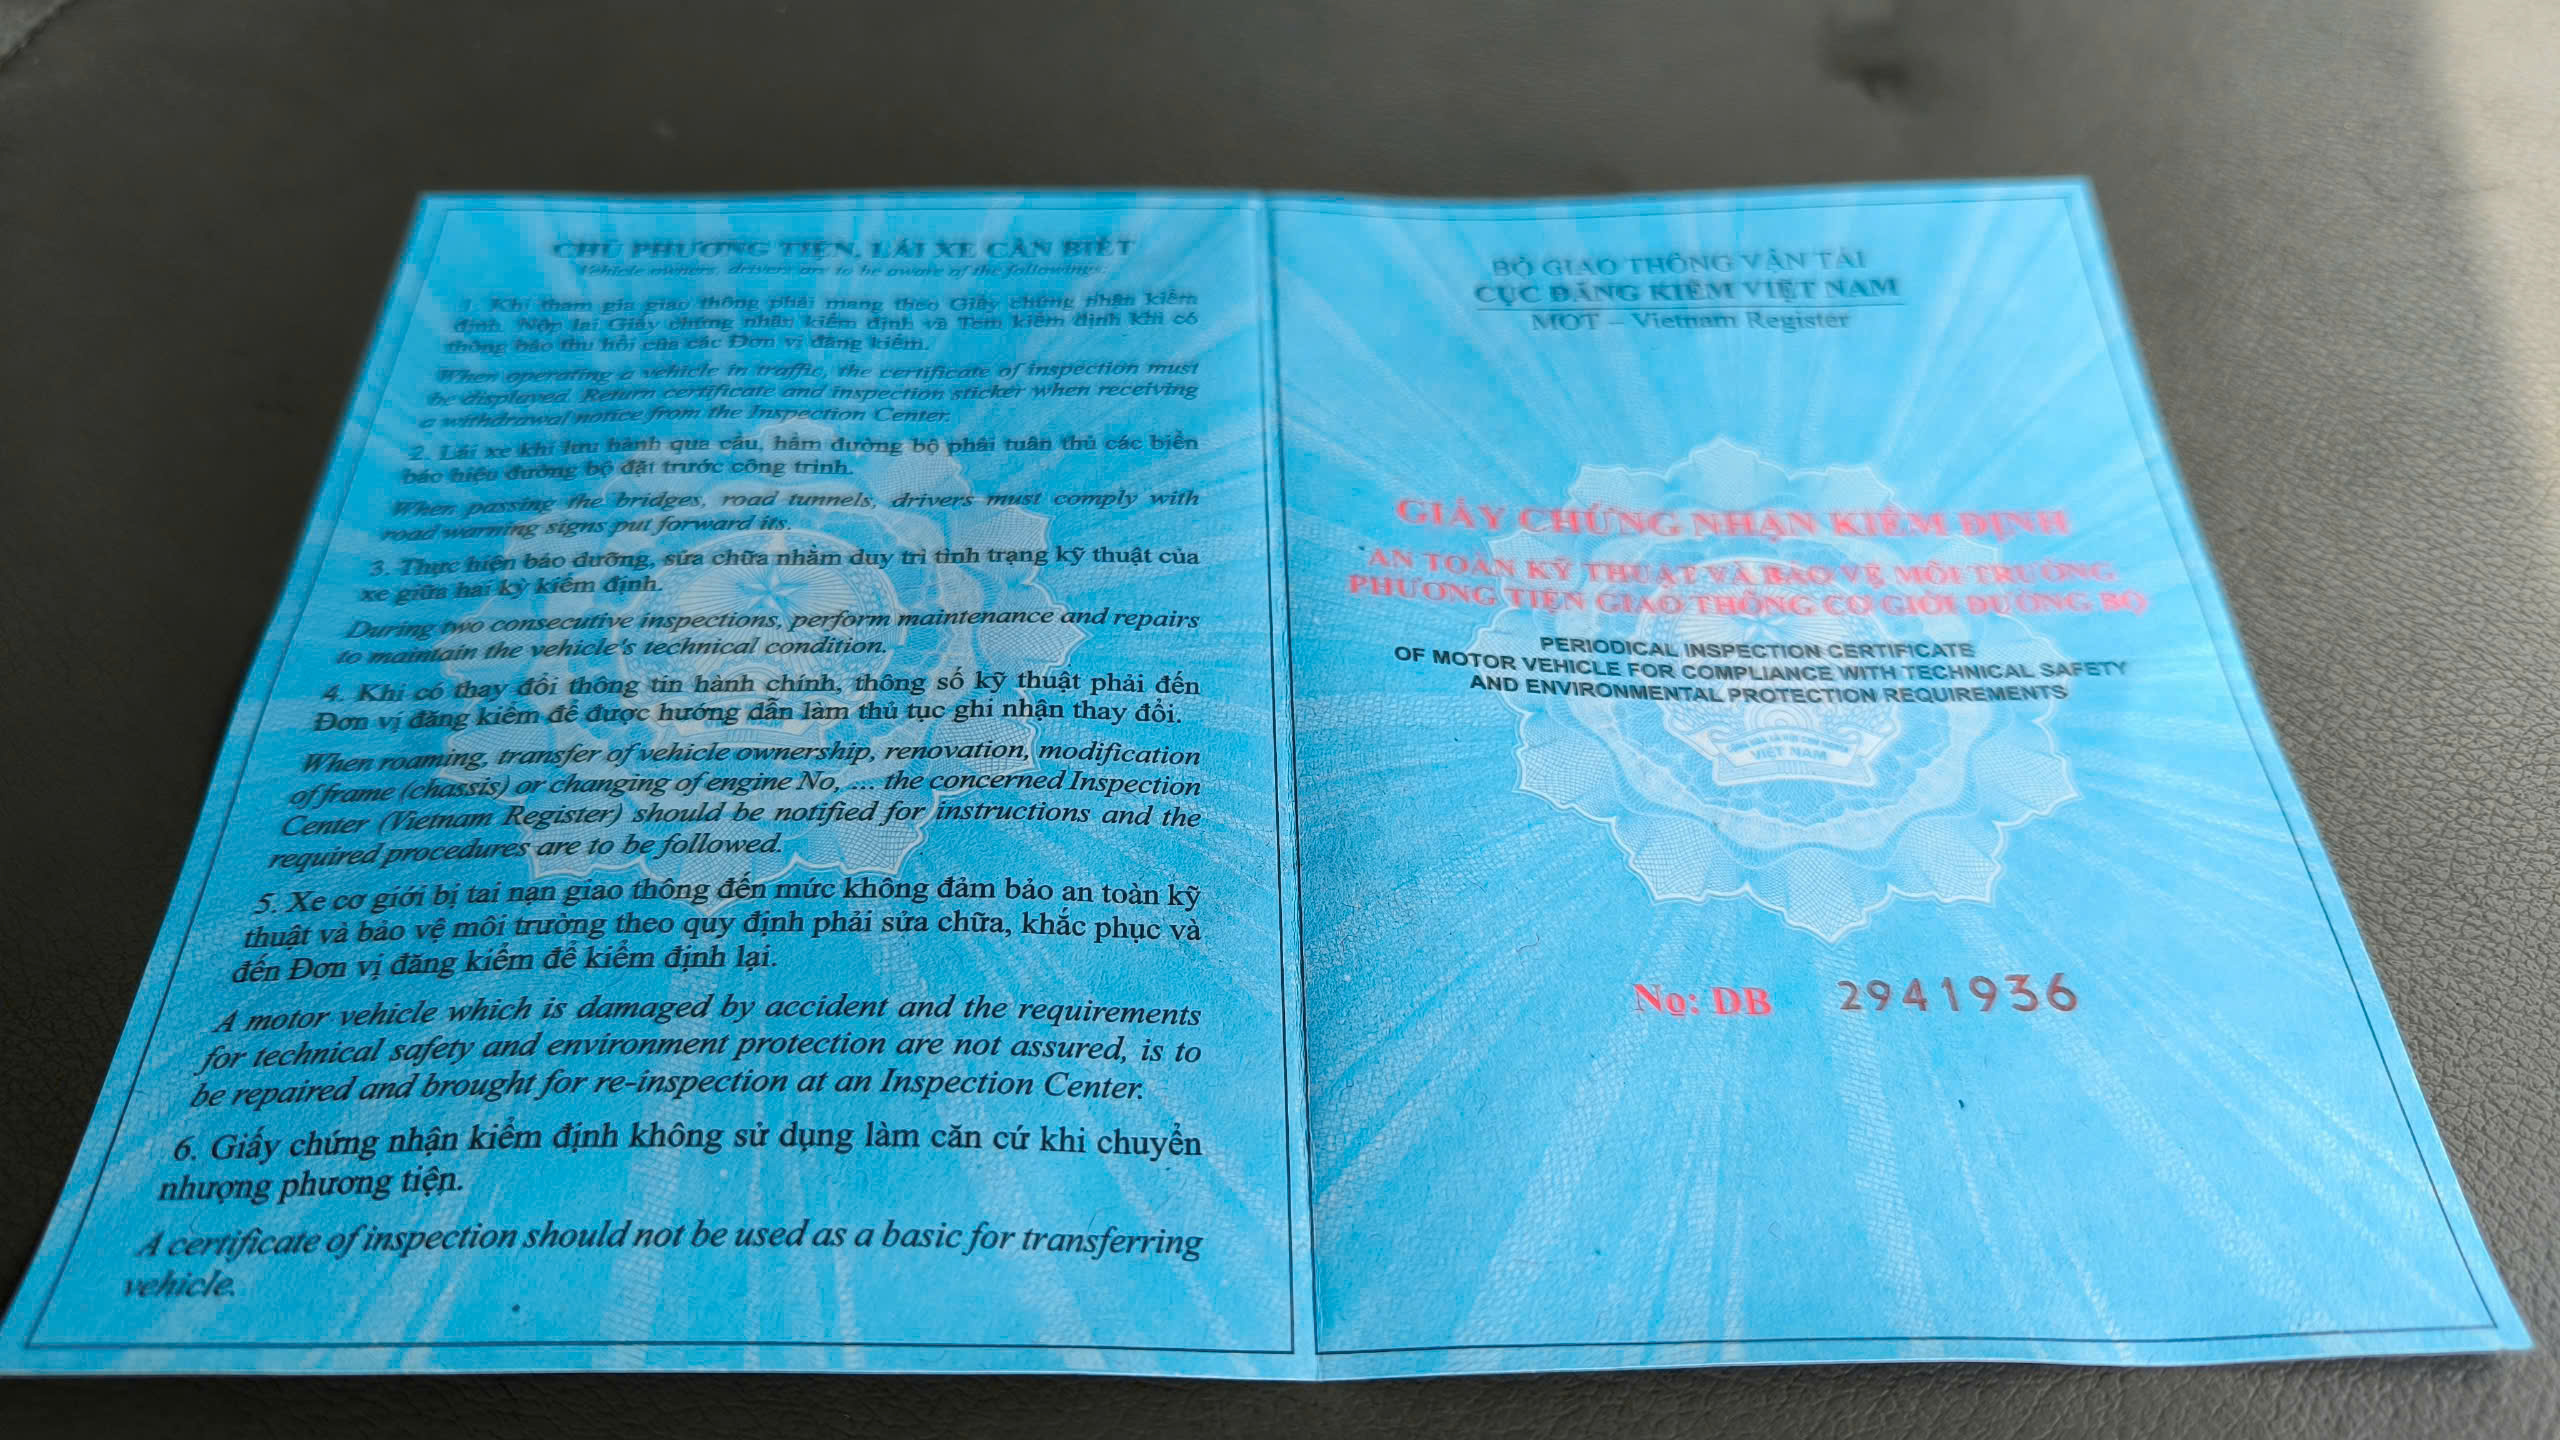 CHỦ PHƯƠNG TIỆN, LÁI XE CẦN BIẾT
Vehicle owners, drivers are to be aware of the followings:
1. Khi tham gia giao thông phải mang theo Giấy chứng nhận kiểm
định. Nộp lại Giấy chứng nhận kiểm định và Tem kiểm định khi có
thông báo thu hồi của các Đơn vị đăng kiểm.
When operating a vehicle in traffic, the certificate of inspection must
be displayed. Return certificate and inspection sticker when receiving
a withdrawal notice from the Inspection Center.
2. Lái xe khi lưu hành qua cầu, hầm đường bộ phải tuân thủ các biển
báo hiệu đường bộ đặt trước công trình.
When passing the bridges, road tunnels, drivers must comply with
road warning signs put forward its.
3. Thực hiện bảo dưỡng, sửa chữa nhằm duy trì tình trạng kỹ thuật của
xe giữa hai kỳ kiểm định.
During two consecutive inspections, perform maintenance and repairs
to maintain the vehicle's technical condition.
4. Khi có thay đổi thông tin hành chính, thông số kỹ thuật phải đến
Đơn vị đăng kiểm để được hướng dẫn làm thủ tục ghi nhận thay đổi.
When roaming, transfer of vehicle ownership, renovation, modification
of frame (chassis) or changing of engine No, ... the concerned Inspection
Center (Vietnam Register) should be notified for instructions and the
required procedures are to be followed.
5. Xe cơ giới bị tai nạn giao thông đến mức không đảm bảo an toàn kỹ
thuật và bảo vệ môi trường theo quy định phải sửa chữa, khắc phục và
đến Đơn vị đăng kiểm để kiểm định lại.
A motor vehicle which is damaged by accident and the requirements
for technical safety and environment protection are not assured, is to
be repaired and brought for re-inspection at an Inspection Center.
6. Giấy chứng nhận kiểm định không sử dụng làm căn cứ khi chuyển
nhượng phương tiện.
A certificate of inspection should not be used as a basic for transferring
vehicle.
BỘ GIAO THÔNG VẬN TẢI
CỤC ĐĂNG KIỂM VIỆT NAM
MOT – Vietnam Register
GIẤY CHỨNG NHẬN KIỂM ĐỊNH
AN TOÀN KỸ THUẬT VÀ BẢO VỆ MÔI TRƯỜNG
PHƯƠNG TIỆN GIAO THÔNG CƠ GIỚI ĐƯỜNG BỘ
PERIODICAL INSPECTION CERTIFICATE
OF MOTOR VEHICLE FOR COMPLIANCE WITH TECHNICAL SAFETY
AND ENVIRONMENTAL PROTECTION REQUIREMENTS
VIỆT NAM
Nọ: DB 2941936